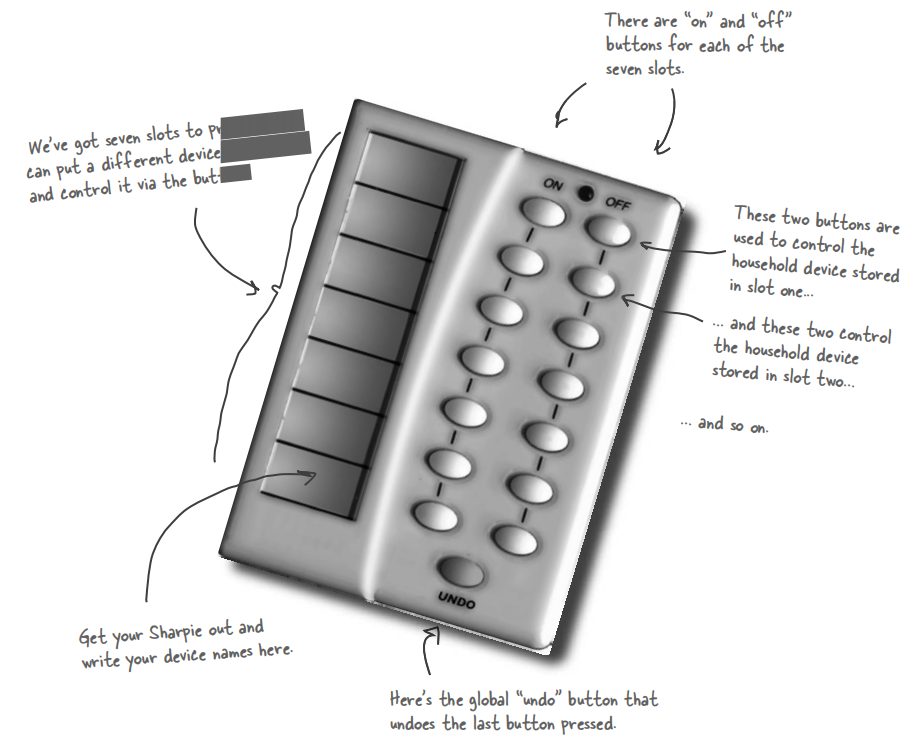 There are “on” and “off”
buttons for each of the
seven slots.
We’ve got seven slots to
can put a different device
and control it via the
ON
OFF
These two buttons are
used to control the
household device stored
in slot one...
... and these two control
the household device
stored in slot two...
... and so on.
Get your Sharpie out and
write your device names here.
UNDO
Here’s the global “undo” button that
undoes the last button pressed.